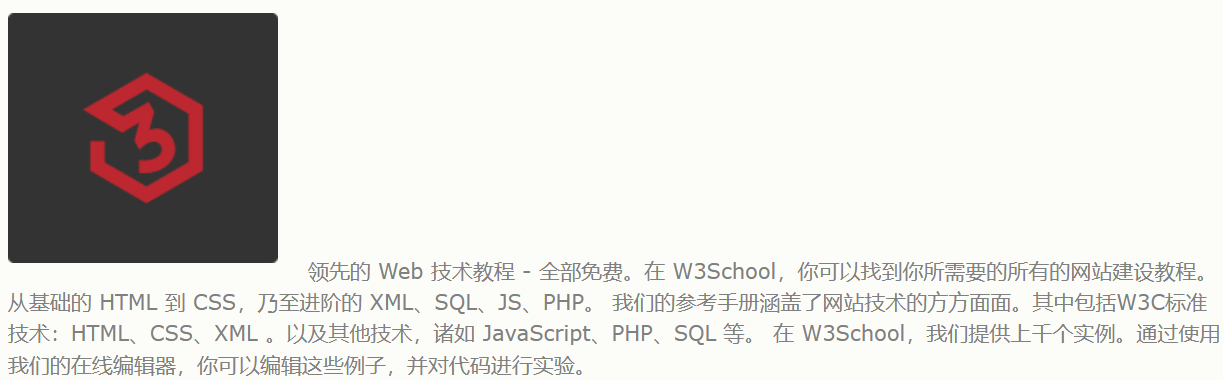 3
领先的 Web 技术教程 - 全部免费。在 W3School，你可以找到你所需要的所有的网站建设教程。
从基础的 HTML 到 CSS，乃至进阶的 XML、SQL、JS、PHP。 我们的参考手册涵盖了网站技术的方方面面。其中包括W3C标准
技术：HTML、CSS、XML 。以及其他技术，诸如 JavaScript、PHP、SQL 等。 在 W3School，我们提供上千个实例。通过使用
我们的在线编辑器，你可以编辑这些例子，并对代码进行实验。